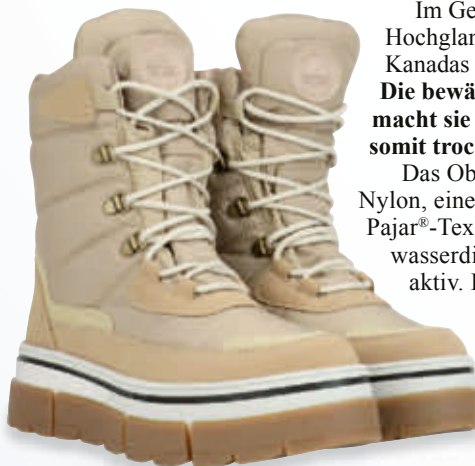 Im Ge
Hochglan
Kanadas
Die bewä
macht sie
somit troc
Das Ob
Nylon, eine
Pajar®-Tex
wasserdi
aktiv.